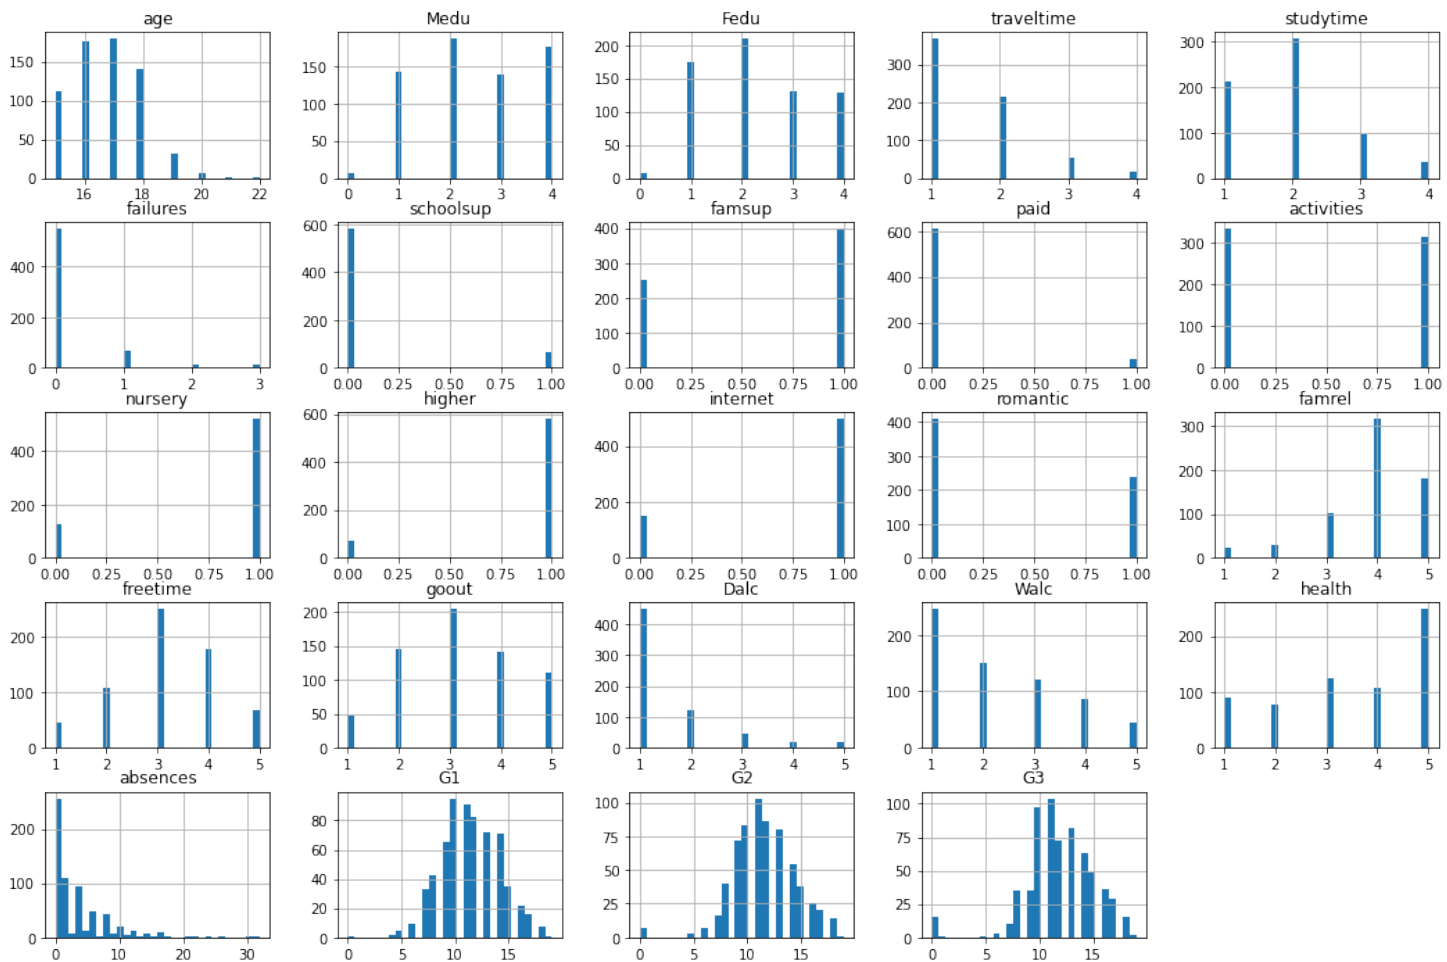 age Medu Fedu traveltime studytime
150 100 50 0
150 100 50 0
200 150 100 50 0
300 200 100 0
300 200 100 0
16 18 20 22
0 1 2 3 4
0 1 2 3 4
1 2 3 4
1 2 3 4
failures schoolsup famsup paid activities
400 200 0
600 400 200 0
400 300 200 100 0
600 400 200 0
300 200 100 0
0 1 2 3
0.00 0.25 0.50 0.75 1.00
0.00 0.25 0.50 0.75 1.00
0.00 0.25 0.50 0.75 1.00
0.00 0.25 0.50 0.75 1.00
nursery higher internet romantic famrel
400 200 0
600 400 200 0
400 200 0
400 300 200 100 0
300 200 100 0
0.00 0.25 0.50 0.75 1.00
0.00 0.25 0.50 0.75 1.00
0.00 0.25 0.50 0.75 1.00
0.00 0.25 0.50 0.75 1.00
1 2 3 4 5
freetime goout Dalc Walc health
200 100 0
200 150 100 50 0
400 300 200 100 0
200 100 0
200 100 0
1 2 3 4 5
1 2 3 4 5
1 2 3 4 5
1 2 3 4 5
1 2 3 4 5
absences G1 G2 G3
200 100 0
80 60 40 20 0
100 75 50 25 0
100 75 50 25 0
0 10 20 30
0 5 10 15
0 5 10 15
0 5 10 15